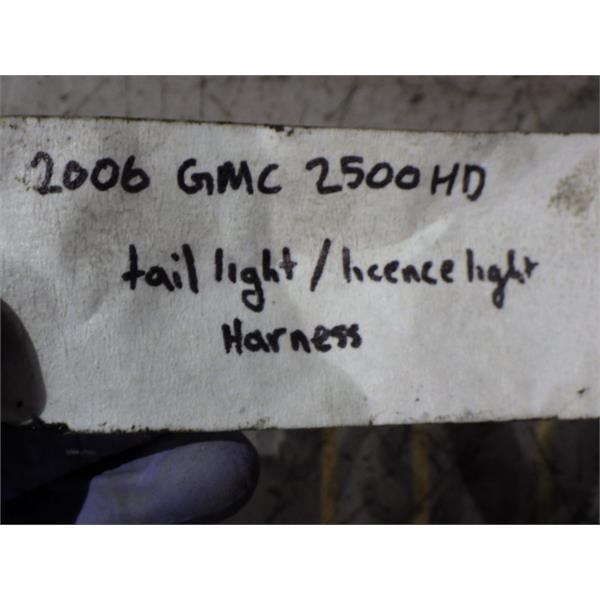 2006 GMC 2500HD
tail light / licence light
Harness